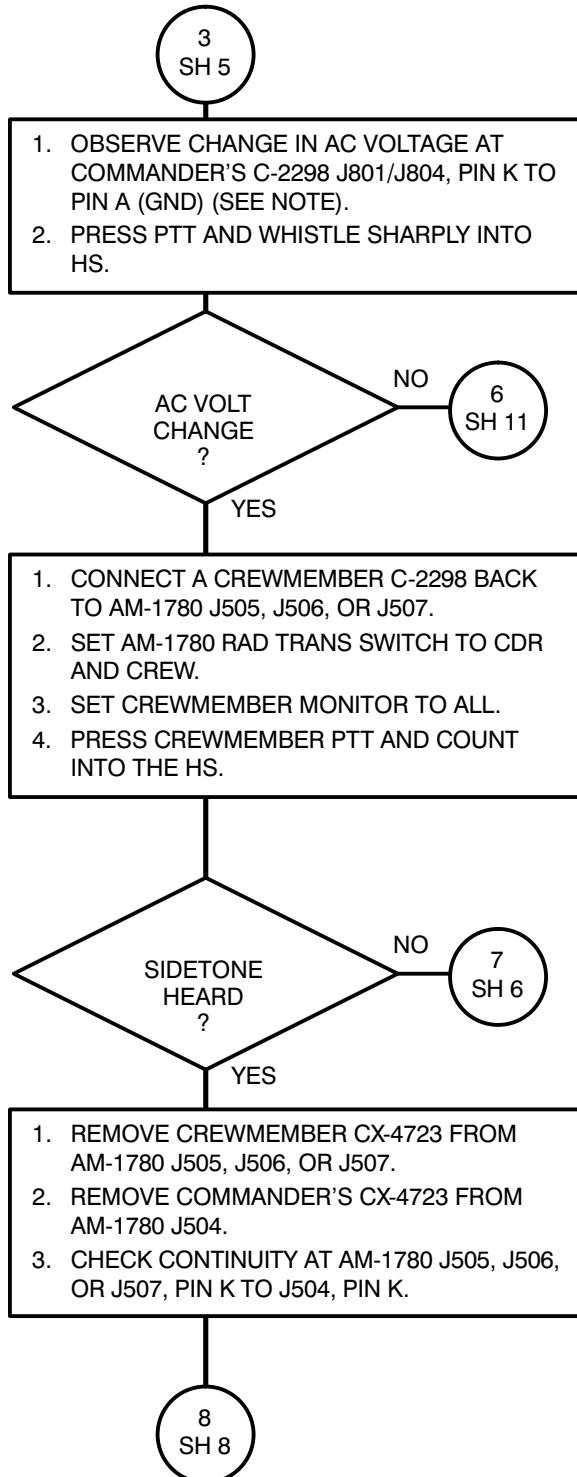 3
SH 5
1. OBSERVE CHANGE IN AC VOLTAGE AT
COMMANDER'S C-2298 J801/J804, PIN K TO
PIN A (GND) (SEE NOTE).
2. PRESS PTT AND WHISTLE SHARPLY INTO
HS.
AC VOLT
CHANGE
?
NO
6
SH 11
YES
1. CONNECT A CREWMEMBER C-2298 BACK
TO AM-1780 J505, J506, OR J507.
2. SET AM-1780 RAD TRANS SWITCH TO CDR
AND CREW.
3. SET CREWMEMBER MONITOR TO ALL.
4. PRESS CREWMEMBER PTT AND COUNT
INTO THE HS.
SIDETONE
HEARD
?
NO
7
SH 6
YES
1. REMOVE CREWMEMBER CX-4723 FROM
AM-1780 J505, J506, OR J507.
2. REMOVE COMMANDER'S CX-4723 FROM
AM-1780 J504.
3. CHECK CONTINUITY AT AM-1780 J505, J506,
OR J507, PIN K TO J504, PIN K.
8
SH 8